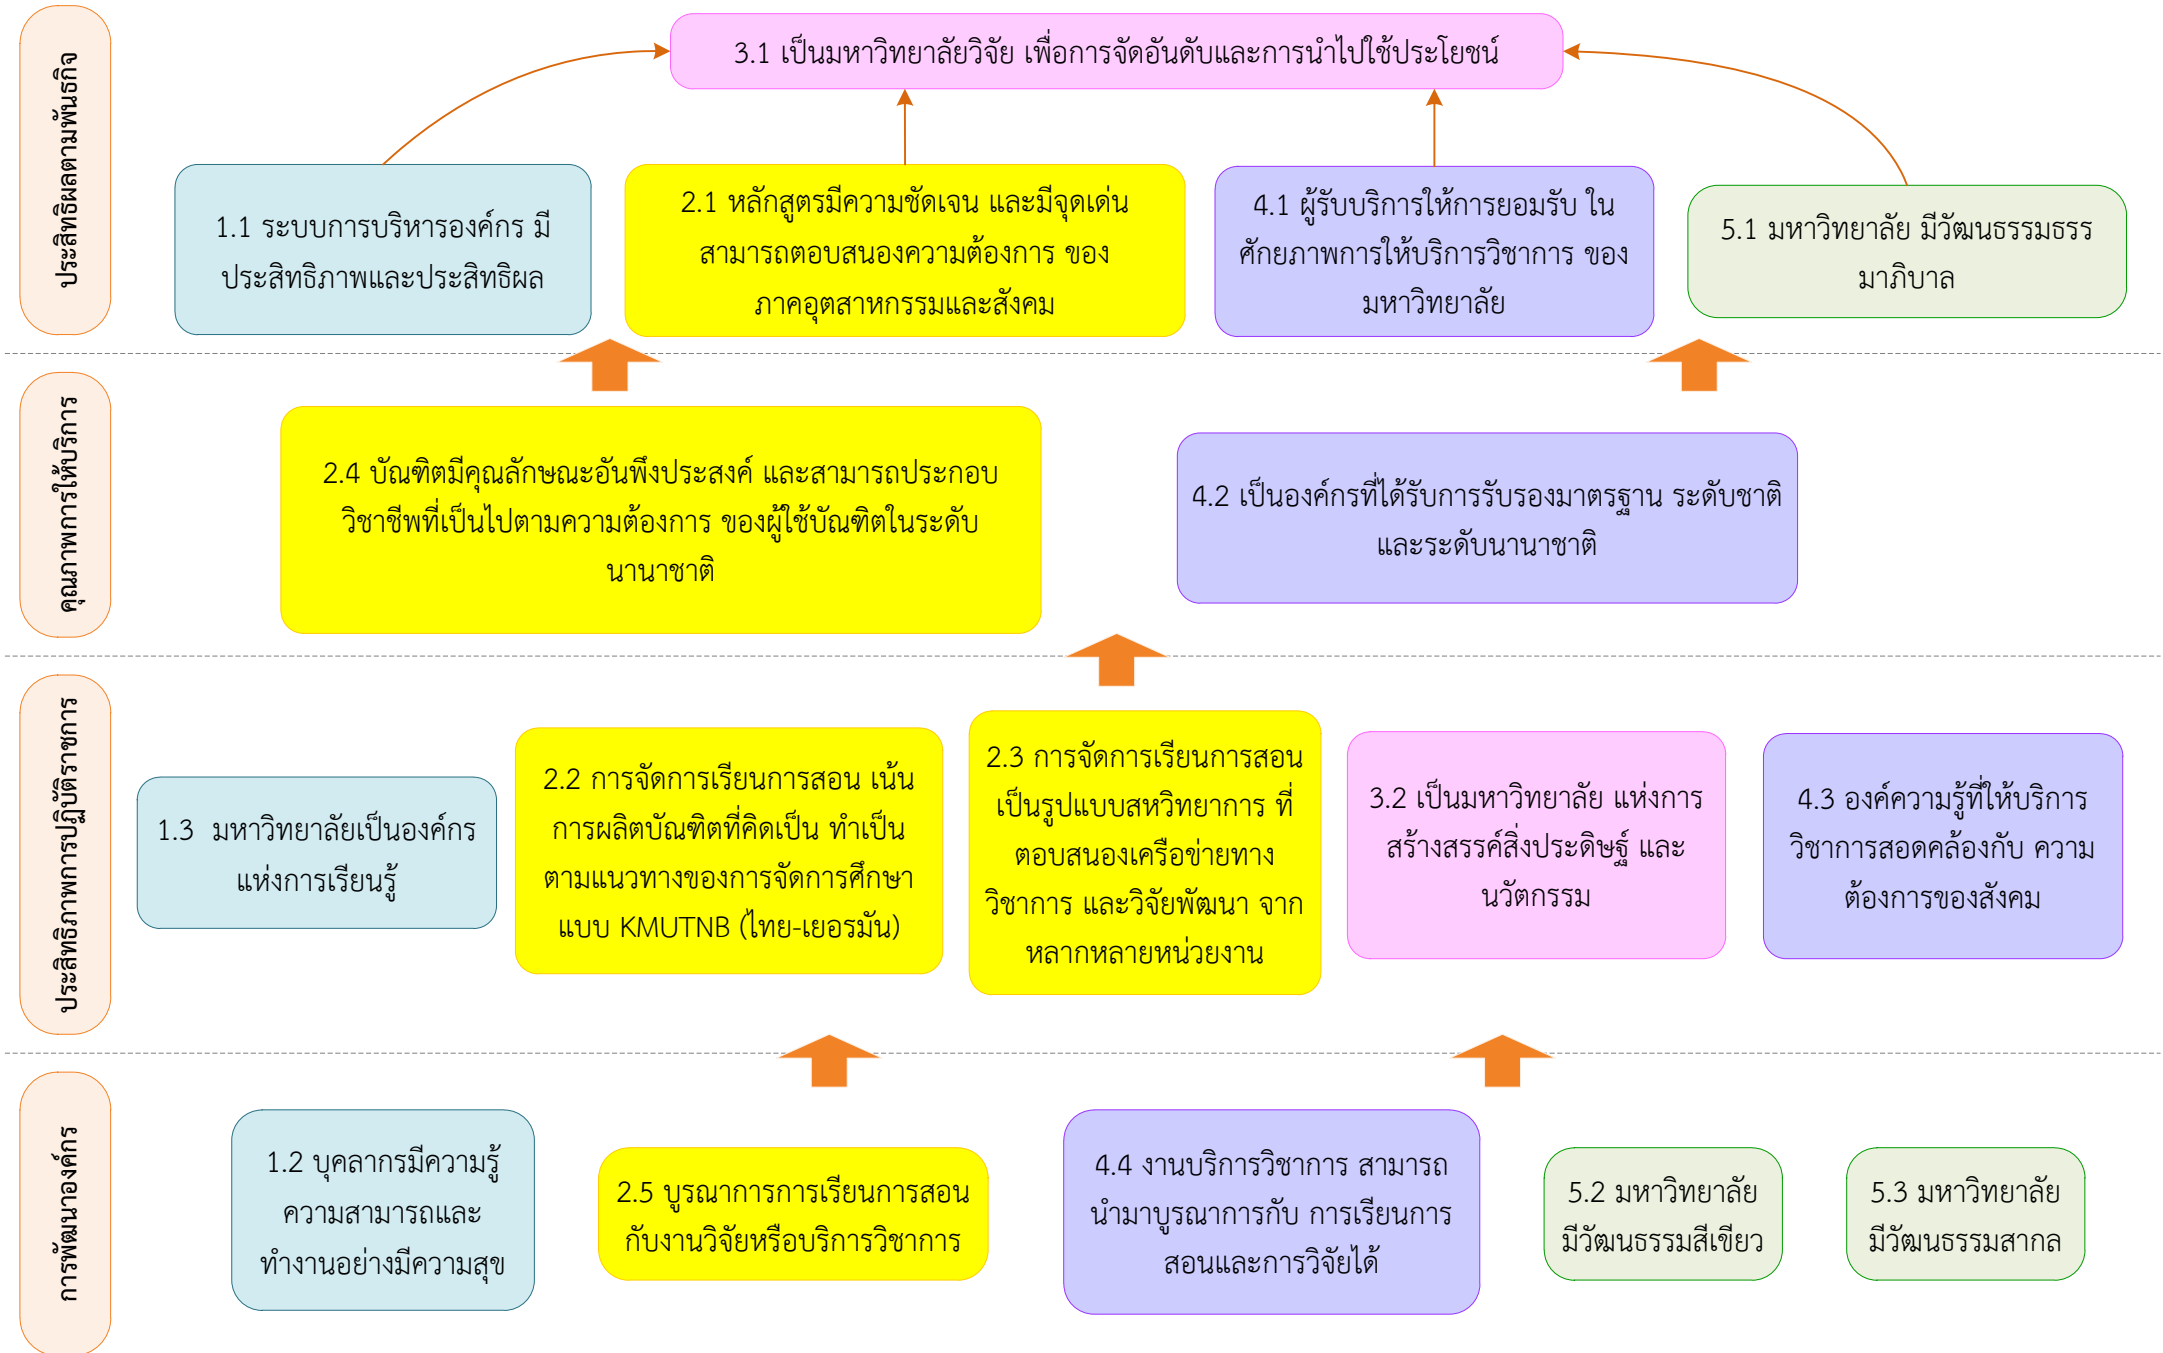 ประสิทธิผลตามพันธกิจ
3.1 เป็นมหาวิทยาลัยวิจัย เพื่อการจัดอันดับและการนำไปใช้ประโยชน์
1.1 ระบบการบริหารองค์กร มี
ประสิทธิภาพและประสิทธิผล
2.1 หลักสูตรมีความชัดเจน และมีจุดเด่น
สามารถตอบสนองความต้องการ ของ
ภาคอุตสาหกรรมและสังคม
4.1 ผู้รับบริการให้การยอมรับ ใน
ศักยภาพการให้บริการวิชาการ ของ
มหาวิทยาลัย
5.1 มหาวิทยาลัย มีวัฒนธรรมธรร
มาภิบาล
คุณภาพการให้บริการ
2.4 บัณฑิตมีคุณลักษณะอันพึงประสงค์ และสามารถประกอบ
วิชาชีพที่เป็นไปตามความต้องการ ของผู้ใช้บัณฑิตในระดับ
นานาชาติ
4.2 เป็นองค์กรที่ได้รับการรับรองมาตรฐาน ระดับชาติ
และระดับนานาชาติ
ประสิทธิภาพการปฏิบัติราชการ
1.3 มหาวิทยาลัยเป็นองค์กร
แห่งการเรียนรู้
2.2 การจัดการเรียนการสอน เน้น
การผลิตบัณฑิตที่คิดเป็น ทำเป็น
ตามแนวทางของการจัดการศึกษา
แบบ KMUTNB (ไทย-เยอรมัน)
2.3 การจัดการเรียนการสอน
เป็นรูปแบบสหวิทยาการ ที่
ตอบสนองเครือข่ายทาง
วิชาการ และวิจัยพัฒนา จาก
หลากหลายหน่วยงาน
3.2 เป็นมหาวิทยาลัย แห่งการ
สร้างสรรค์สิ่งประดิษฐ์ และ
นวัตกรรม
4.3 องค์ความรู้ที่ให้บริการ
วิชาการสอดคล้องกับ ความ
ต้องการของสังคม
การพัฒนาองค์กร
1.2 บุคลากรมีความรู้
ความสามารถและ
ทำงานอย่างมีความสุข
2.5 บูรณาการการเรียนการสอน
กับงานวิจัยหรือบริการวิชาการ
4.4 งานบริการวิชาการ สามารถ
นำมาบูรณาการกับ การเรียนการ
สอนและการวิจัยได้
5.2 มหาวิทยาลัย
มีวัฒนธรรมสีเขียว
5.3 มหาวิทยาลัย
มีวัฒนธรรมสากล